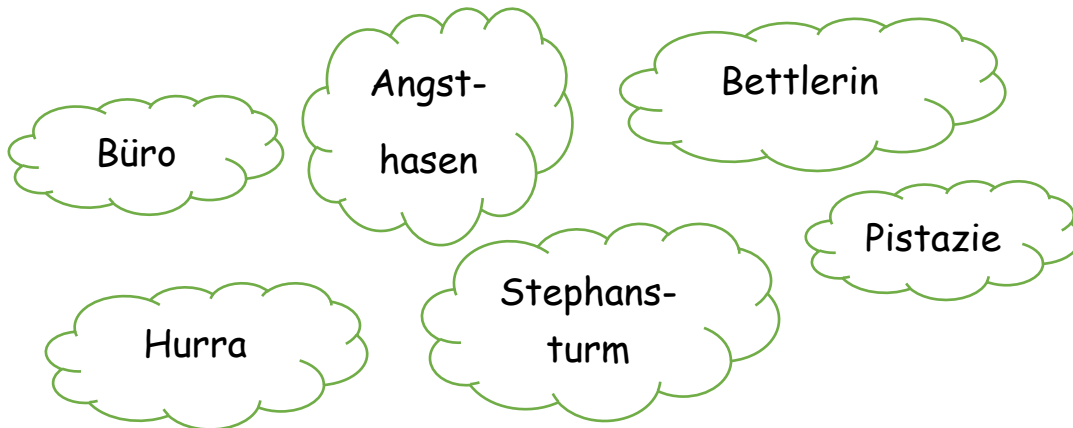 Büro
Angst-
hasen
Bettlerin
Pistazie
Hurra
Stephans-
turm